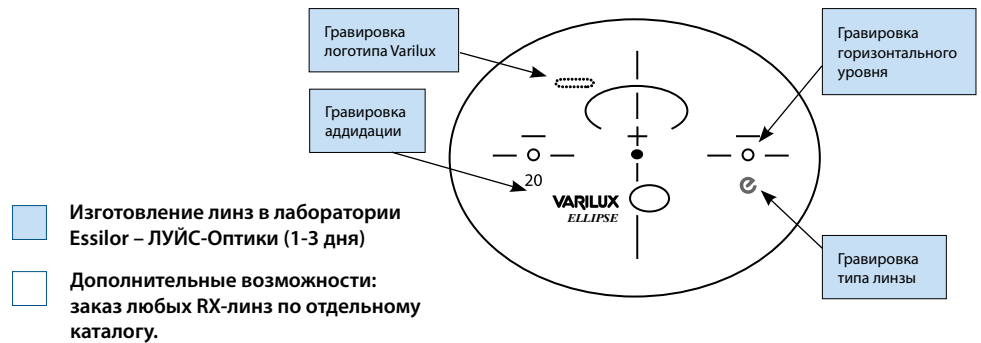 Гравировка
логотипа Varilux
Гравировка
горизонтального
уровня
Гравировка
аддидации
20
VARILUX
ELLIPSE
e
Гравировка
типа линзы
Изготовление линз в лаборатории
Essilor – ЛУЙС-Оптики (1-3 дня)
Дополнительные возможности:
заказ любых RX-линз по отдельному
каталогу.